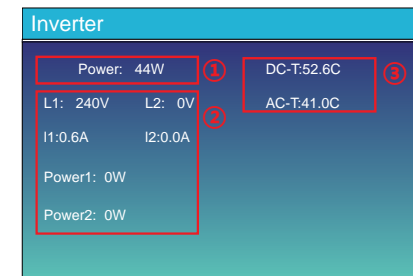 Inverter
Power: 44W ①
L1: 240V L2: 0V
②
I1:0.6A I2:0.0A
Power1: 0W
Power2: 0W
DC-T:52.6C ③
AC-T:41.0C